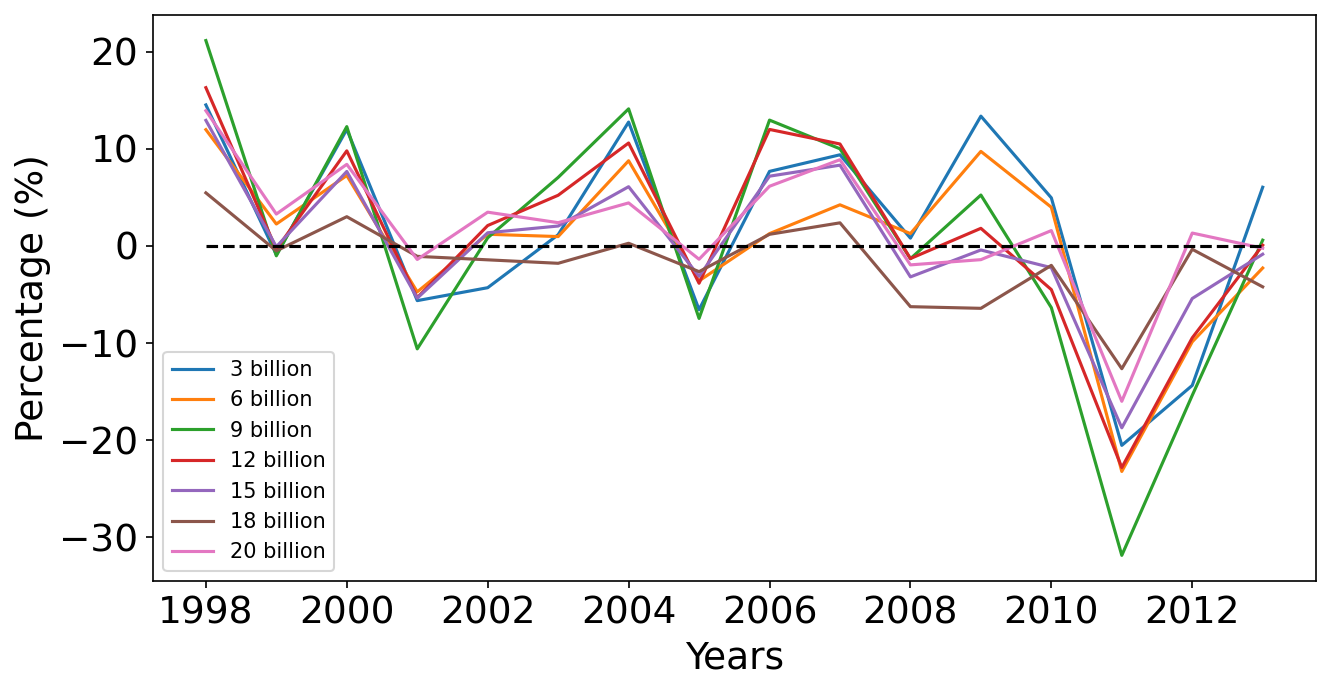 20
10
0
−10
−20
−30
Percentage (%)
3 billion
6 billion
9 billion
12 billion
15 billion
18 billion
20 billion
1998 2000 2002 2004 2006 2008 2010 2012
Years